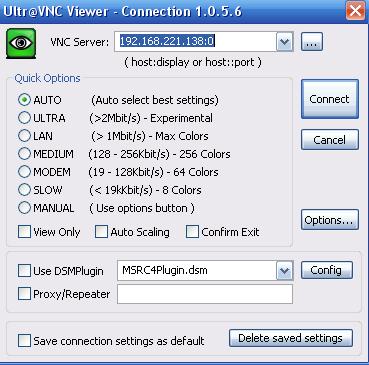 Ultr@VNC Viewer - Connection 1.0.5.6
VNC Server: 192.168.221.138:0 ...
( host:display or host::port )
Quick Options
AUTO (Auto select best settings)
ULTRA (>2Mbit/s) - Experimental
LAN (> 1Mbit/s) - Max Colors
MEDIUM (128 - 256Kbit/s) - 256 Colors
MODEM (19 - 128Kbit/s) - 64 Colors
SLOW (< 19kKbit/s) - 8 Colors
MANUAL ( Use options button )
View Only Auto Scaling Confirm Exit
Connect
Cancel
Options...
Use DSMPlugin MSRC4Plugin.dsm Config
Proxy/Repeater
Save connection settings as default Delete saved settings